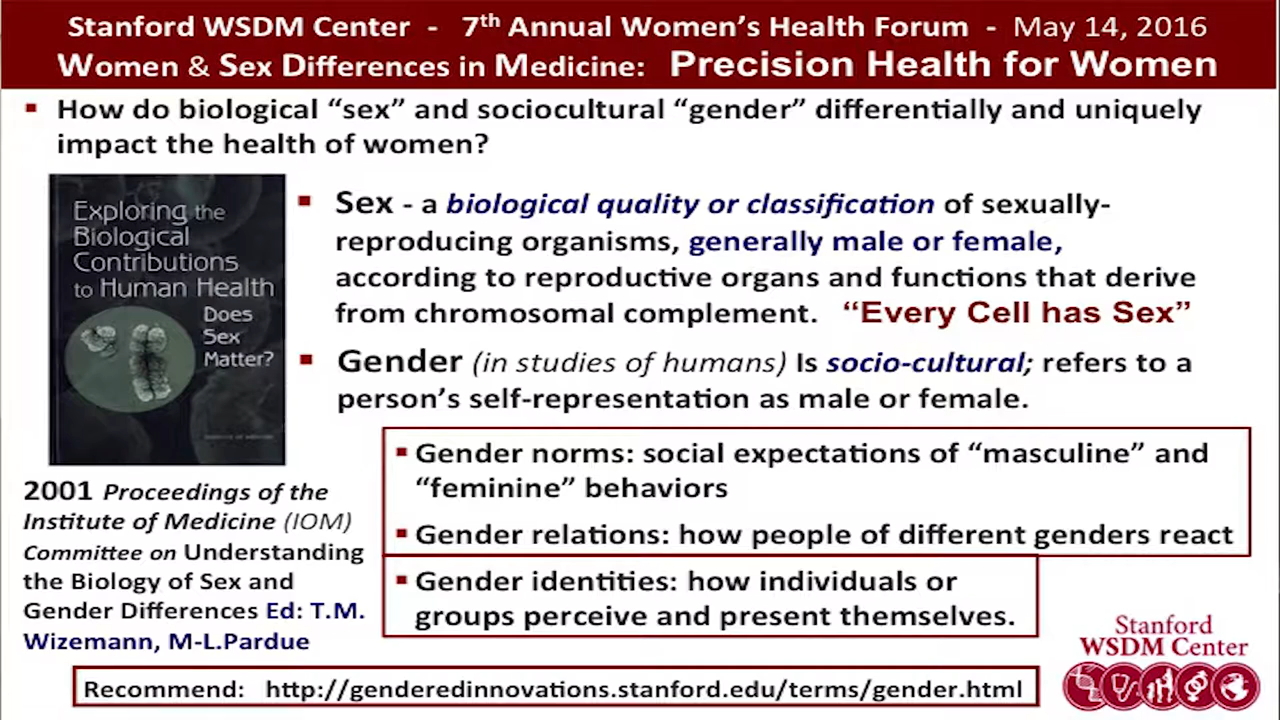 Stanford WSDM Center - 7th Annual Women's Health Forum - May 14, 2016
Women & Sex Differences in Medicine: Precision Health for Women
▪ How do biological “sex” and sociocultural “gender” differentially and uniquely
impact the health of women?
Exploring the
Biological
Contributions
to Human Health
Does
Sex
Matter?
▪ Sex - a biological quality or classification of sexually-
reproducing organisms, generally male or female,
according to reproductive organs and functions that derive
from chromosomal complement. “Every Cell has Sex”
▪ Gender (in studies of humans) Is socio-cultural; refers to a
person’s self-representation as male or female.
▪ Gender norms: social expectations of “masculine” and
“feminine” behaviors
▪ Gender relations: how people of different genders react
▪ Gender identities: how individuals or
groups perceive and present themselves.
2001 Proceedings of the
Institute of Medicine (IOM)
Committee on Understanding
the Biology of Sex and
Gender Differences Ed: T.M.
Wizemann, M-L.Pardue
Recommend: http://genderedinnovations.stanford.edu/terms/gender.html
Stanford
WSDM Center